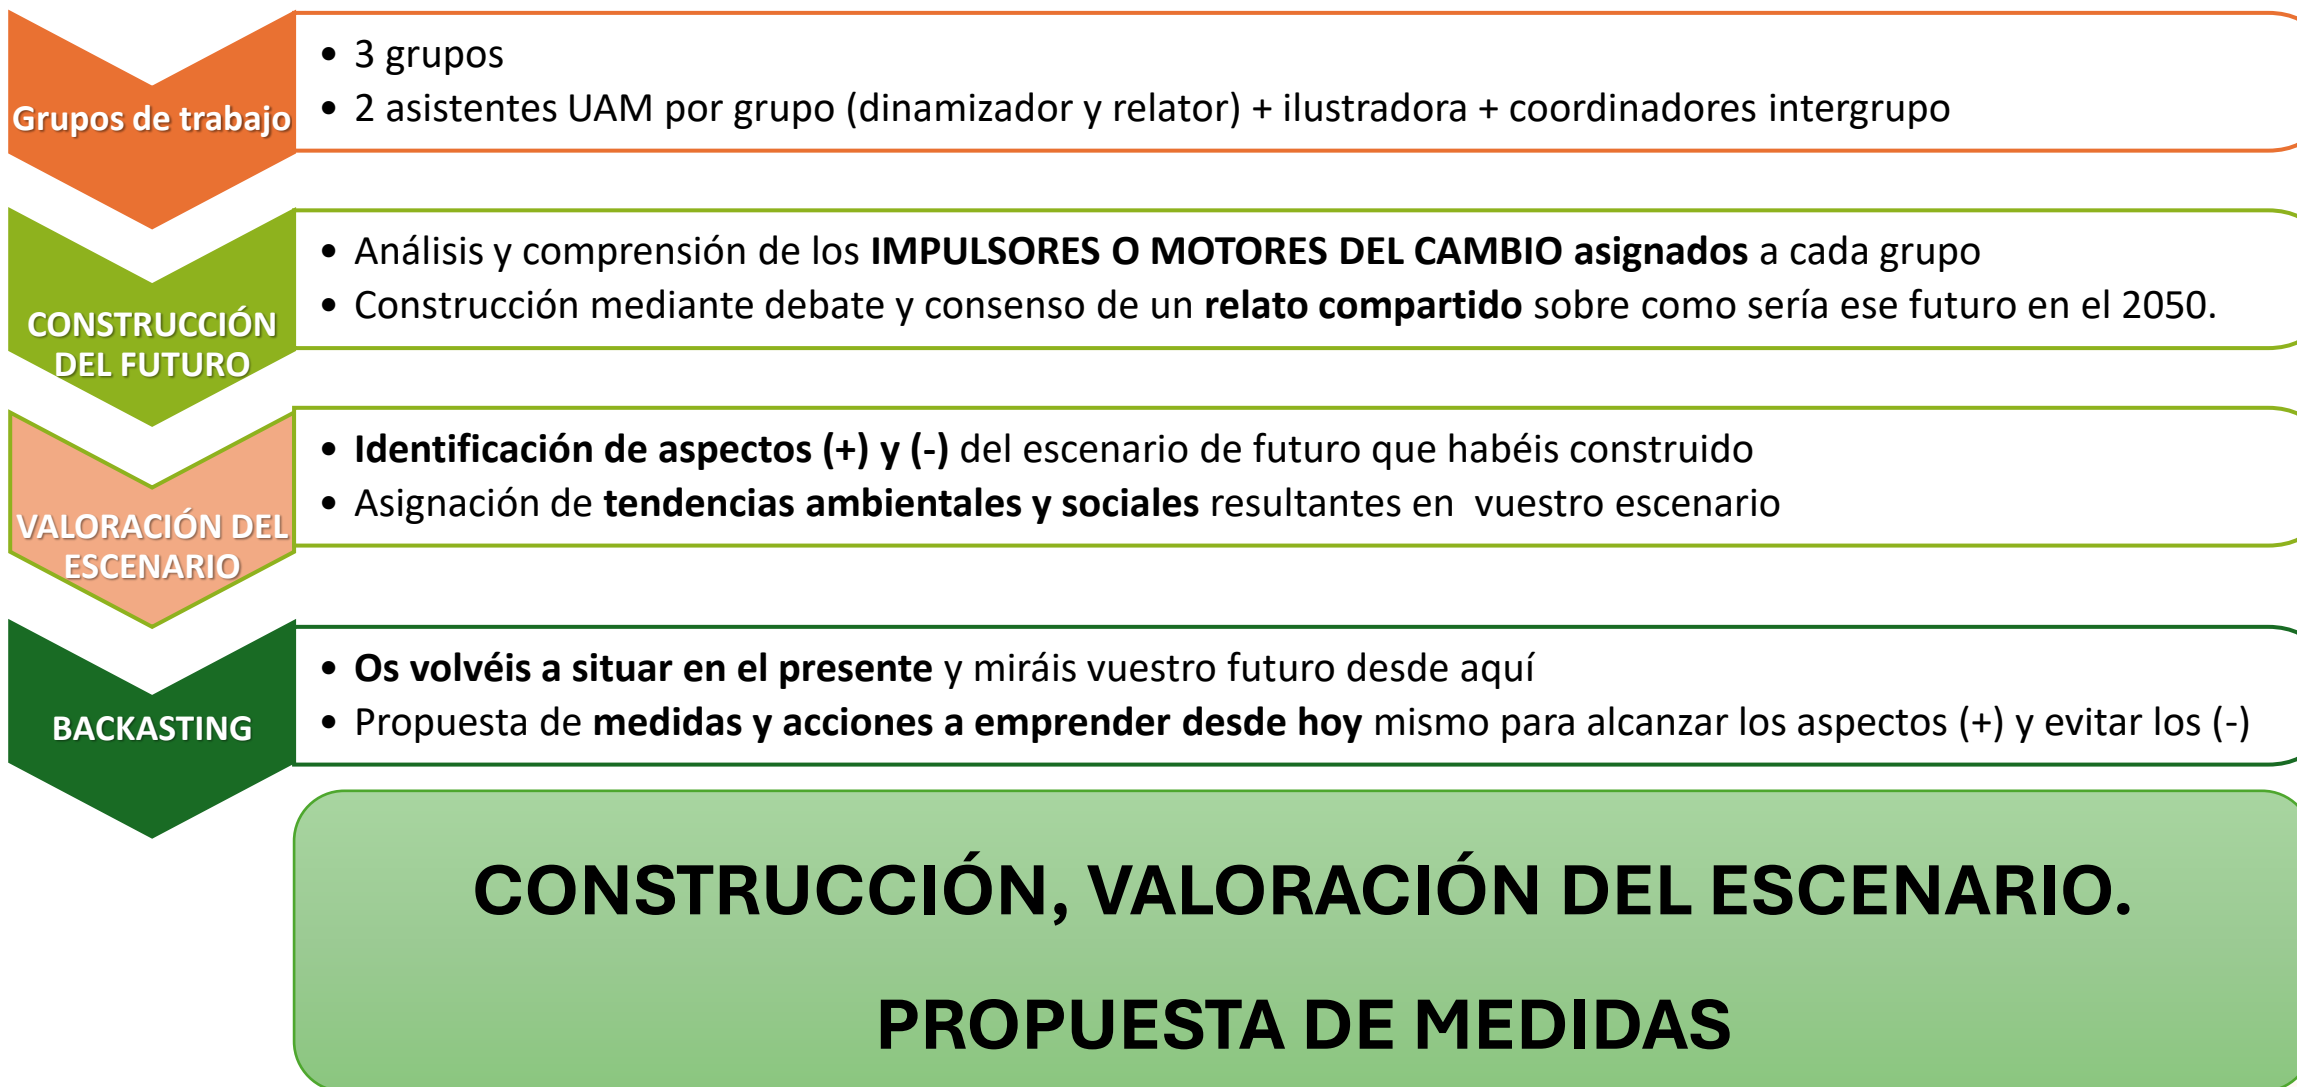 Grupos de trabajo
• 3 grupos
• 2 asistentes UAM por grupo (dinamizador y relator) + ilustradora + coordinadores intergrupo
CONSTRUCCIÓN
DEL FUTURO
• Análisis y comprensión de los IMPULSORES O MOTORES DEL CAMBIO asignados a cada grupo
• Construcción mediante debate y consenso de un relato compartido sobre como sería ese futuro en el 2050.
VALORACIÓN DEL
ESCENARIO
• Identificación de aspectos (+) y (-) del escenario de futuro que habéis construido
• Asignación de tendencias ambientales y sociales resultantes en vuestro escenario
BACKASTING
• Os volvéis a situar en el presente y miráis vuestro futuro desde aquí
• Propuesta de medidas y acciones a emprender desde hoy mismo para alcanzar los aspectos (+) y evitar los (-)
CONSTRUCCIÓN, VALORACIÓN DEL ESCENARIO.
PROPUESTA DE MEDIDAS